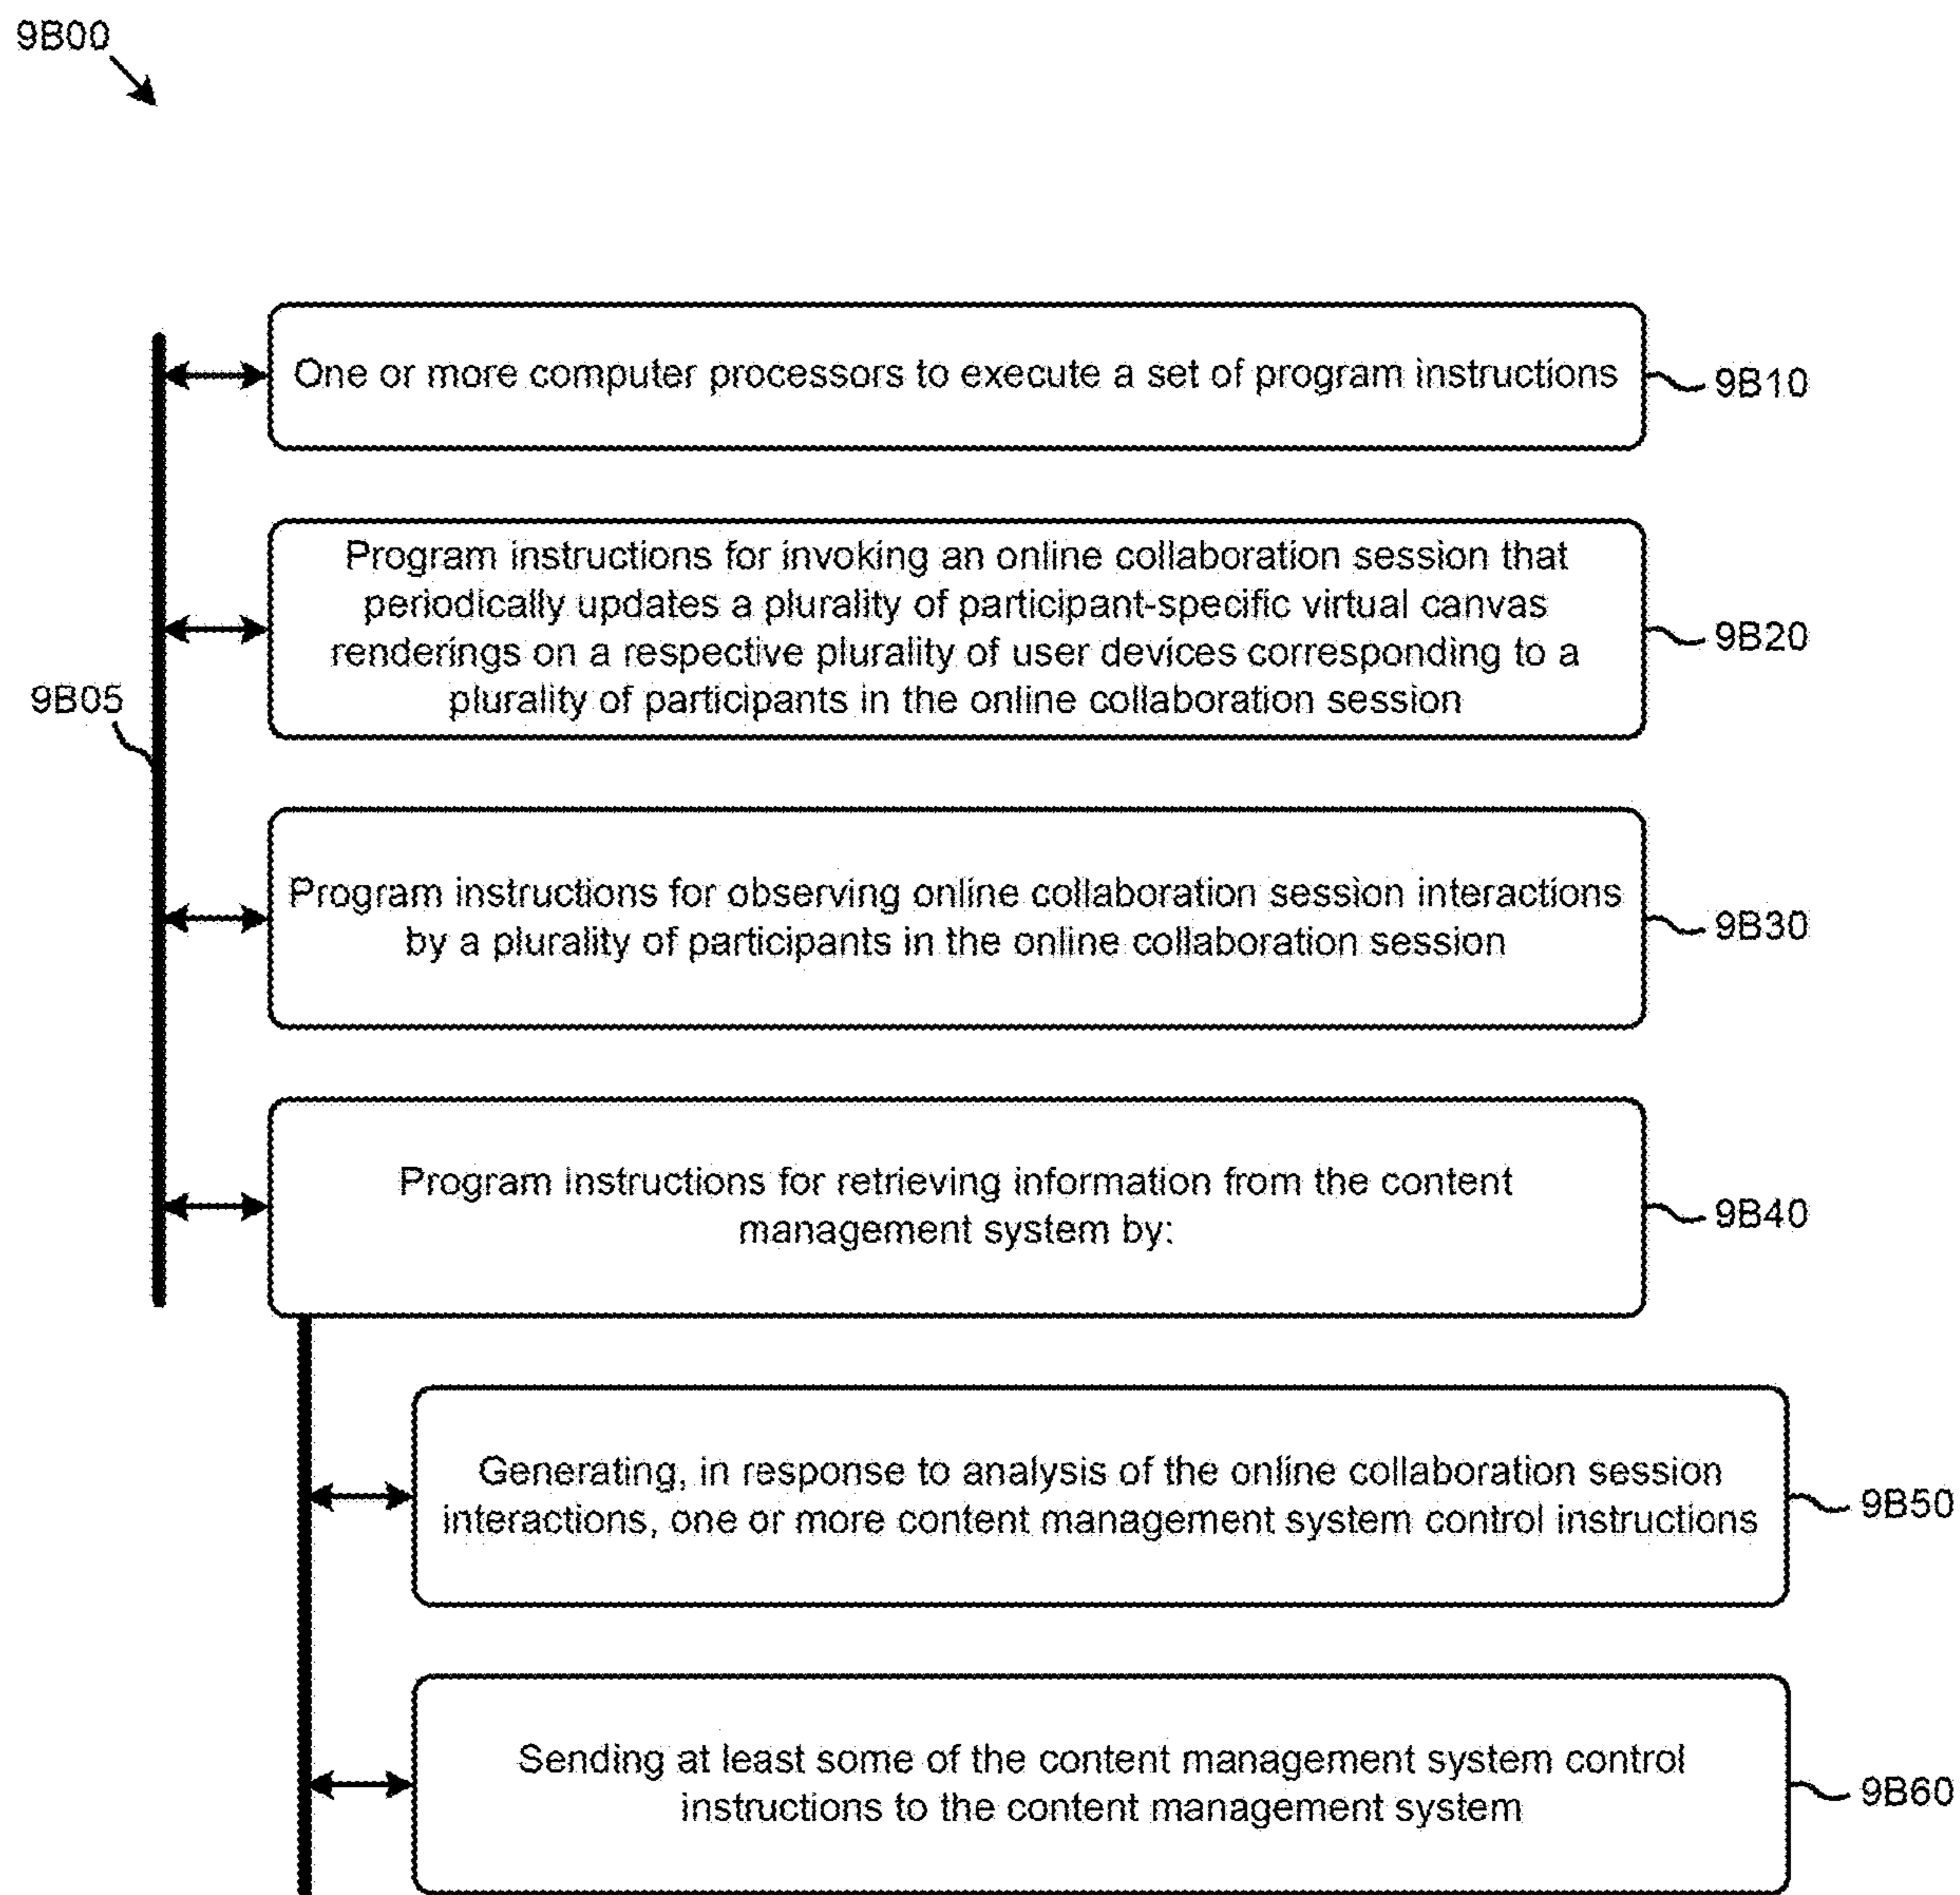 9B00
One or more computer processors to execute a set of program instructions
9B10
Program instructions for invoking an online collaboration session that
periodically updates a plurality of participant-specific virtual canvas
renderings on a respective plurality of user devices corresponding to a
plurality of participants in the online collaboration session
9B20
9B05
Program instructions for observing online collaboration session interactions
by a plurality of participants in the online collaboration session
9B30
Program instructions for retrieving information from the content
management system by:
9B40
Generating, in response to analysis of the online collaboration session
interactions, one or more content management system control instructions
9B50
Sending at least some of the content management system control
instructions to the content management system
9B60